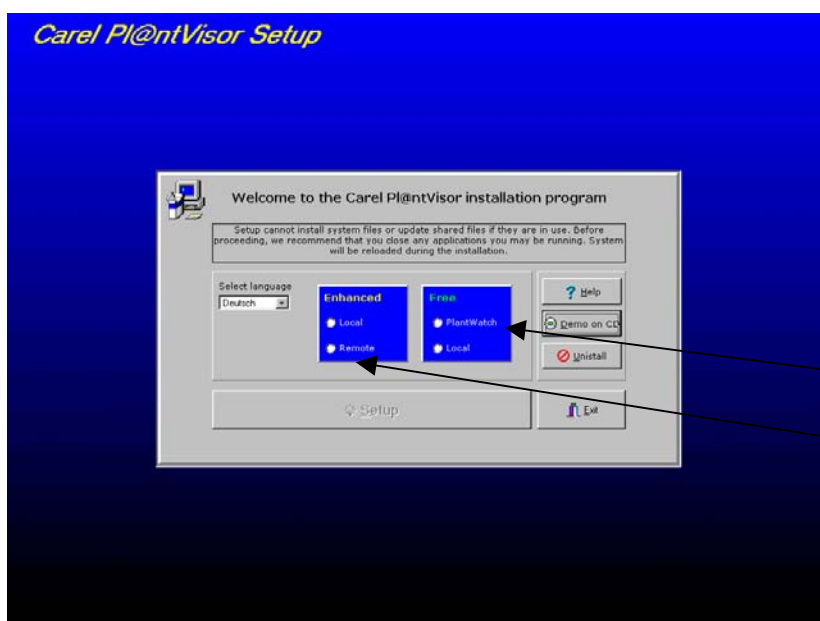 Carel Pl@ntVisor Setup
Welcome to the Carel Pl@ntVisor installation program
Setup cannot install system files or update shared files if they are in use. Before
proceeding, we recommend that you close any applications you may be running. System
will be reloaded during the installation.
Select language
Deutsch
Enhanced
Local
Remote
Free
PlantWatch
Local
Help
Demo on CD
Unistall
Setup
Exit